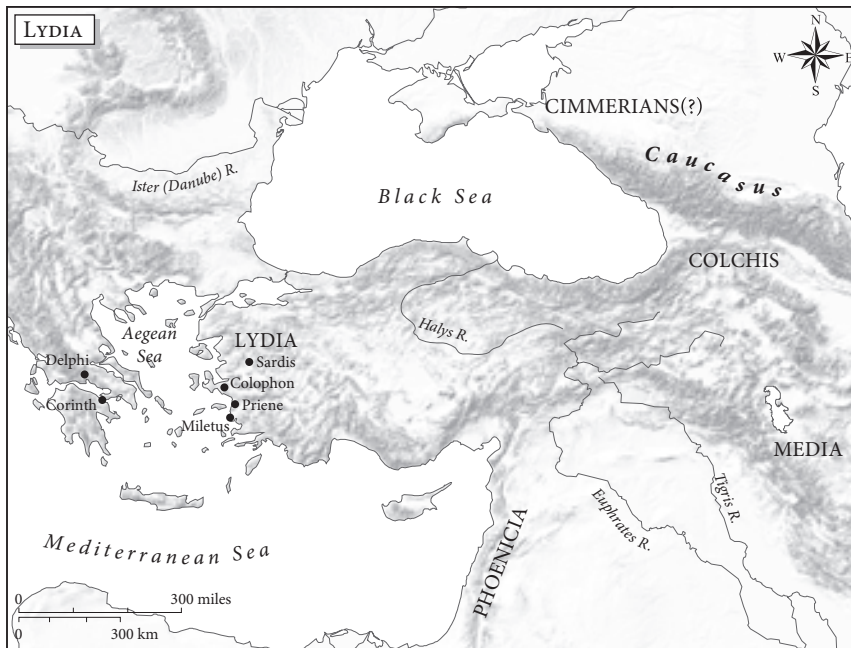 LYDIA
N
W E
S
CIMMERIANS(?)
Caucasus
Ister (Danube) R.
Black Sea
COLCHIS
Halys R.
Aegean
Sea
LYDIA
Delphi
Sardis
Colophon
Corinth
Priene
Miletus
MEDIA
Tigris R.
Euphrates R.
PHOENICIA
Mediterranean Sea
0 300 miles
0 300 km